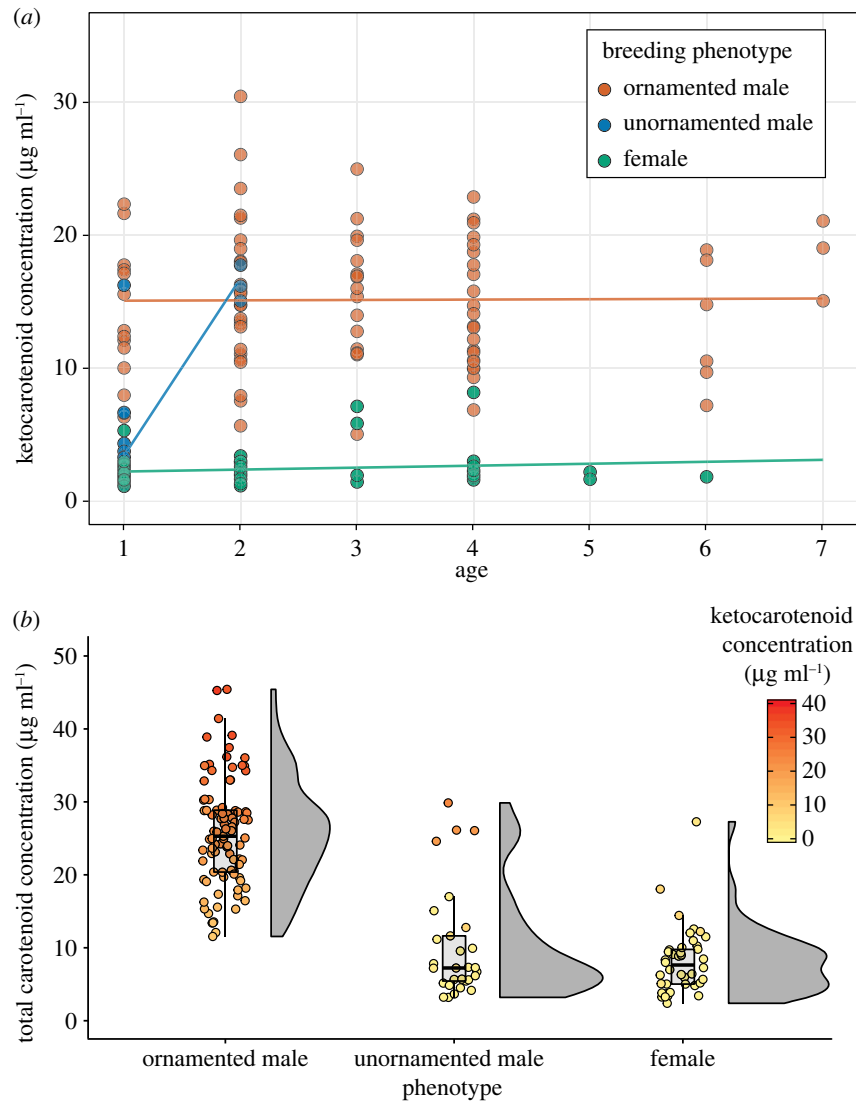 (a)
breeding phenotype
ornamented male
unornamented male
female
ketocarotenoid concentration (µg ml⁻¹)
30
20
10
0
1 2 3 4 5 6 7
age
(b)
ketocarotenoid
concentration
(µg ml⁻¹)
40
30
20
10
0
total carotenoid concentration (µg ml⁻¹)
50
40
30
20
10
0
ornamented male unornamented male female
phenotype